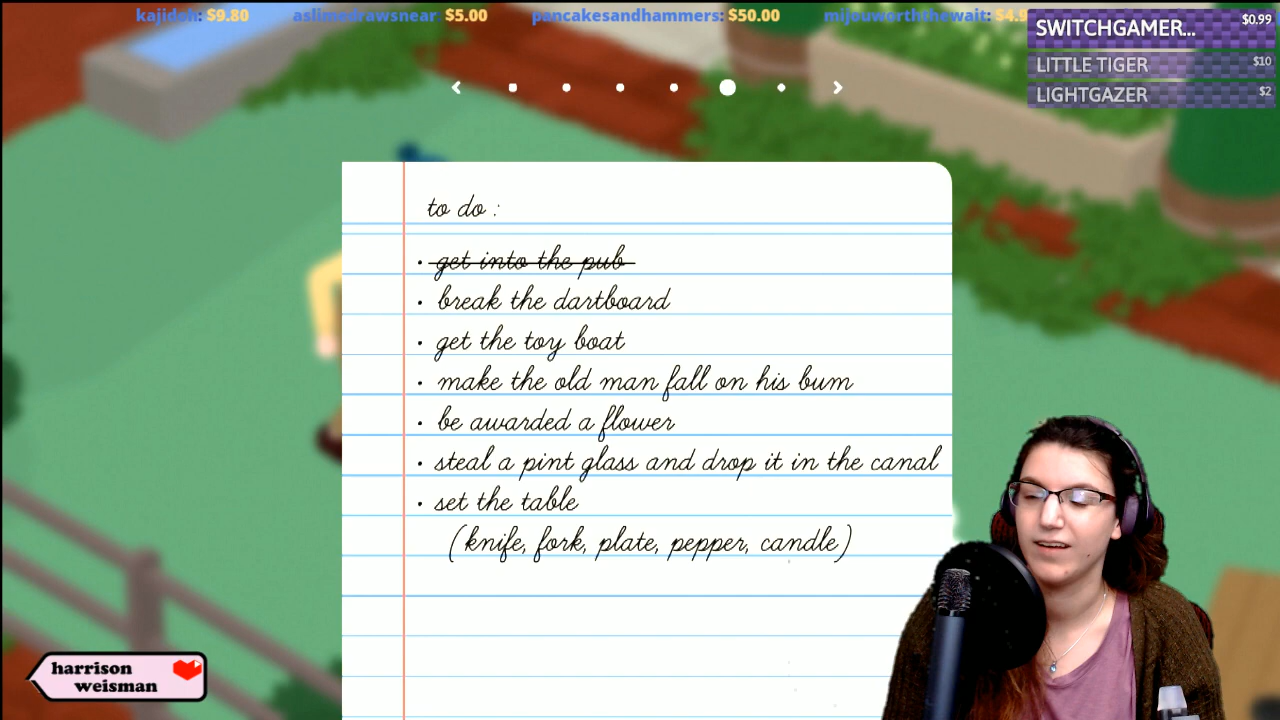 kajidoh: $9.80 aslimedrawsnear $5.00 pancakesandhammers: $50.00 mijouworththewait: $4.9
SWITCHGAMER... $0.99
LITTLE TIGER $10
LIGHTGAZER $2
to do :
• get into the pub
• break the dartboard
• get the toy boat
• make the old man fall on his bum
• be awarded a flower
• steal a pint glass and drop it in the canal
• set the table
(knife, fork, plate, pepper, candle)
harrison
weisman